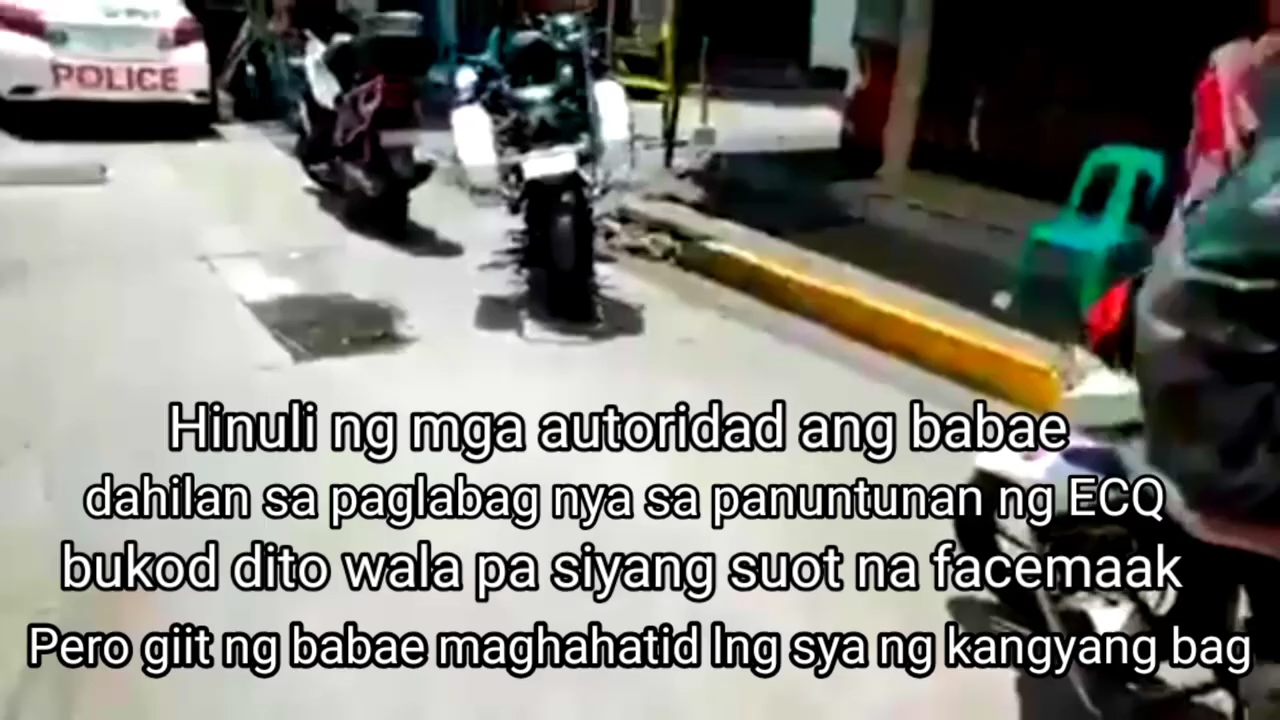 POLICE
Hinuli ng mga autoridad ang babae
dahilan sa paglabag nya sa panuntunan ng ECQ
bukod dito wala pa siyang suot na facemaak
Pero giit ng babae maghahatid lng sya ng kangyang bag